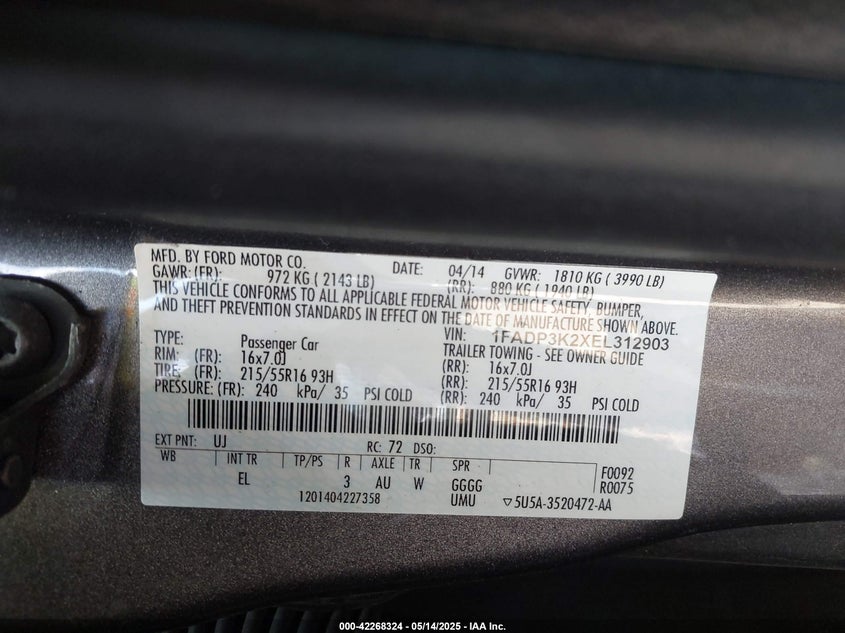 MFD. BY FORD MOTOR CO.
DATE: 04/14 GVWR: 1810 KG ( 3990 LB)
GAWR: (FR): 972 KG ( 2143 LB) (RR): 880 KG ( 1940 LB)
THIS VEHICLE CONFORMS TO ALL APPLICABLE FEDERAL MOTOR VEHICLE SAFETY, BUMPER,
AND THEFT PREVENTION STANDARDS IN EFFECT ON THE DATE OF MANUFACTURE SHOWN ABOVE.
VIN: 1FADP3K2XEL312903
TYPE: Passenger Car TRAILER TOWING - SEE OWNER GUIDE
RIM: (FR): 16x7.0J (RR): 16x7.0J
TIRE: (FR): 215/55R16 93H (RR): 215/55R16 93H
PRESSURE: (FR): 240 kPa/ 35 PSI COLD (RR): 240 kPa/ 35 PSI COLD
EXT PNT: UJ RC: 72 DSO:
WB INT TR TP/PS R AXLE TR SPR F0092
EL 3 AU W GGGG R0075
1201404227358 UMU ▽5U5A-3520472-AA
000-42268324 - 05/14/2025 - IAA Inc.